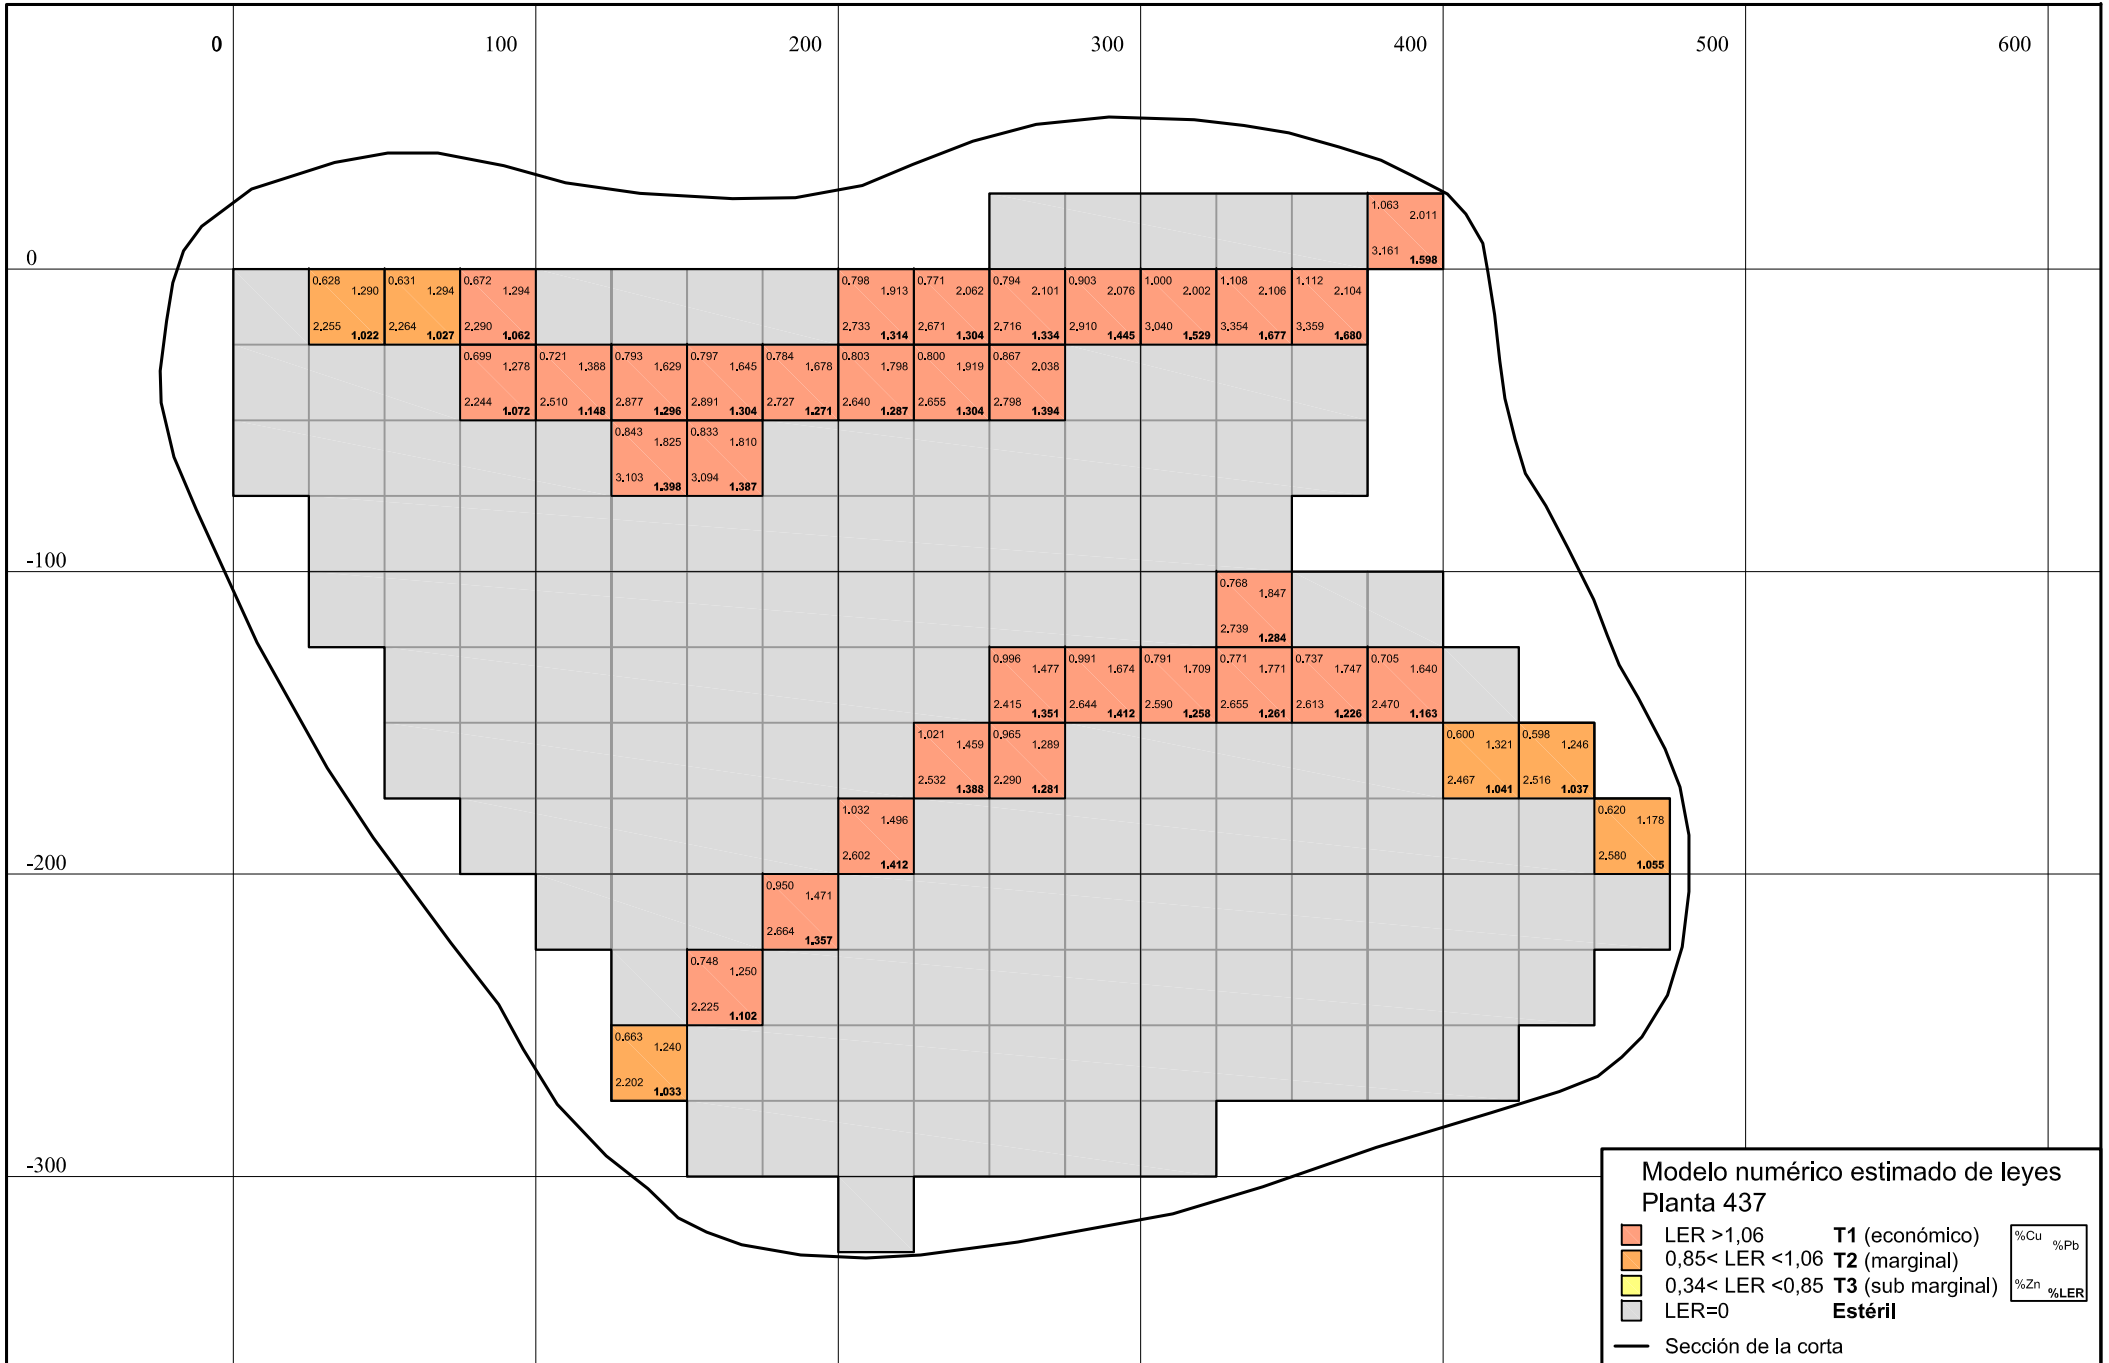 0 100 200 300 400 500 600
1.063 2.011
3.161 1.598
0
0.628 1.290 0.631 1.294 0.672 1.294 0.798 1.913 0.771 2.062 0.794 2.101 0.903 2.076 1.000 2.002 1.108 2.106 1.112 2.104
2.255 1.022 2.264 1.027 2.290 1.062 2.733 1.314 2.671 1.304 2.716 1.334 2.910 1.445 3.040 1.529 3.354 1.677 3.359 1.680
0.699 1.278 0.721 1.388 0.793 1.629 0.797 1.645 0.784 1.678 0.803 1.798 0.800 1.919 0.867 2.038
2.244 1.072 2.510 1.148 2.877 1.296 2.891 1.304 2.727 1.271 2.640 1.287 2.655 1.304 2.798 1.394
0.843 1.825 0.833 1.810
3.103 1.398 3.094 1.387
-100
0.768 1.847
2.739 1.284
0.996 1.477 0.991 1.674 0.791 1.709 0.771 1.771 0.737 1.747 0.705 1.640
2.415 1.351 2.644 1.412 2.590 1.258 2.655 1.261 2.613 1.226 2.470 1.163
1.021 1.459 0.965 1.289 0.600 1.321 0.598 1.246
2.532 1.388 2.290 1.281 2.467 1.041 2.516 1.037
1.032 1.496 0.620 1.178
2.602 1.412 2.580 1.055
-200
0.950 1.471
2.664 1.357
0.748 1.250
2.225 1.102
0.663 1.240
2.202 1.033
-300
Modelo numérico estimado de leyes
Planta 437
LER >1,06 T1 (económico)
0,85< LER <1,06 T2 (marginal)
0,34< LER <0,85 T3 (sub marginal)
LER=0 Estéril
%Cu %Pb
%Zn %LER
Sección de la corta